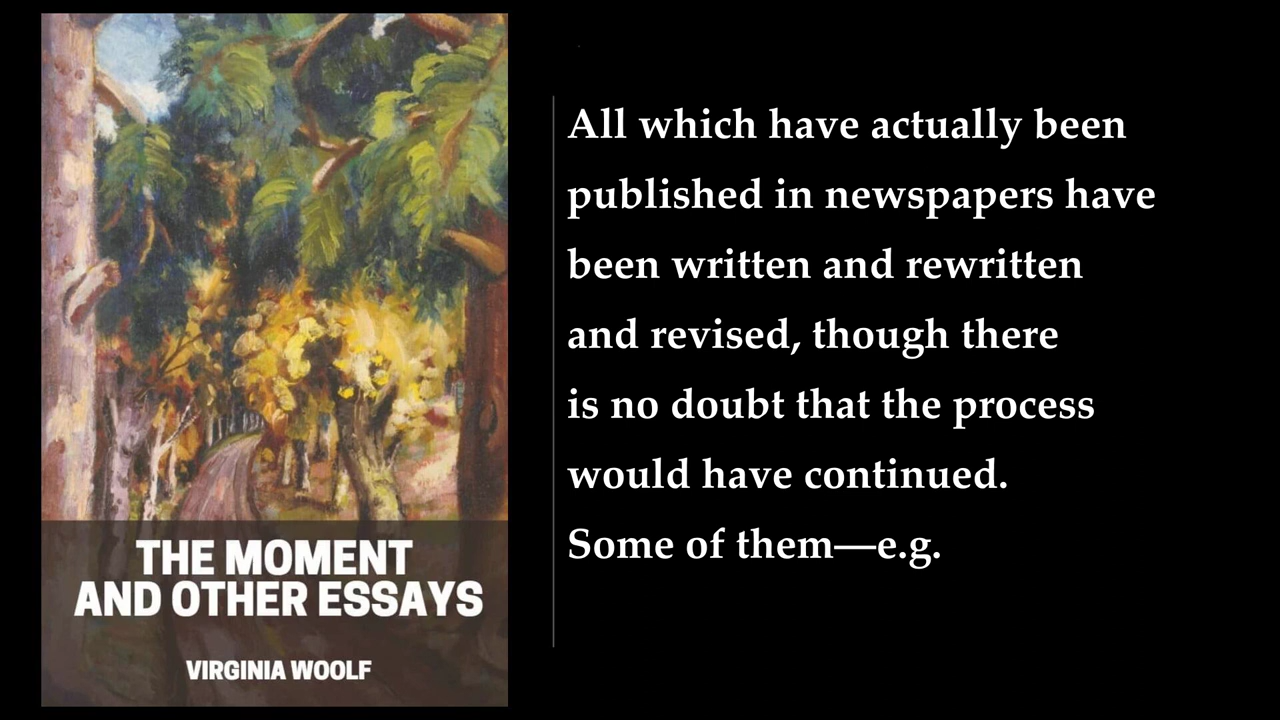 THE MOMENT
AND OTHER ESSAYS
VIRGINIA WOOLF
All which have actually been
published in newspapers have
been written and rewritten
and revised, though there
is no doubt that the process
would have continued.
Some of them—e.g.